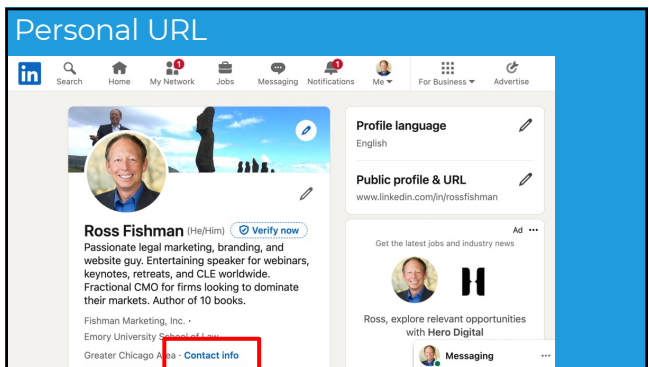 Personal URL
in
Search
Home
1
My Network
Jobs
Messaging
1
Notifications
Me
For Business
Advertise
Ross Fishman (He/Him) Verify now
Passionate legal marketing, branding, and
website guy. Entertaining speaker for webinars,
keynotes, retreats, and CLE worldwide.
Fractional CMO for firms looking to dominate
their markets. Author of 10 books.
Fishman Marketing, Inc. ·
Emory University School of Law
Greater Chicago Area · Contact info
Profile language
English
Public profile & URL
www.linkedin.com/in/rossfishman
Ad ···
Get the latest jobs and industry news
Ross, explore relevant opportunities
with Hero Digital
Messaging ···